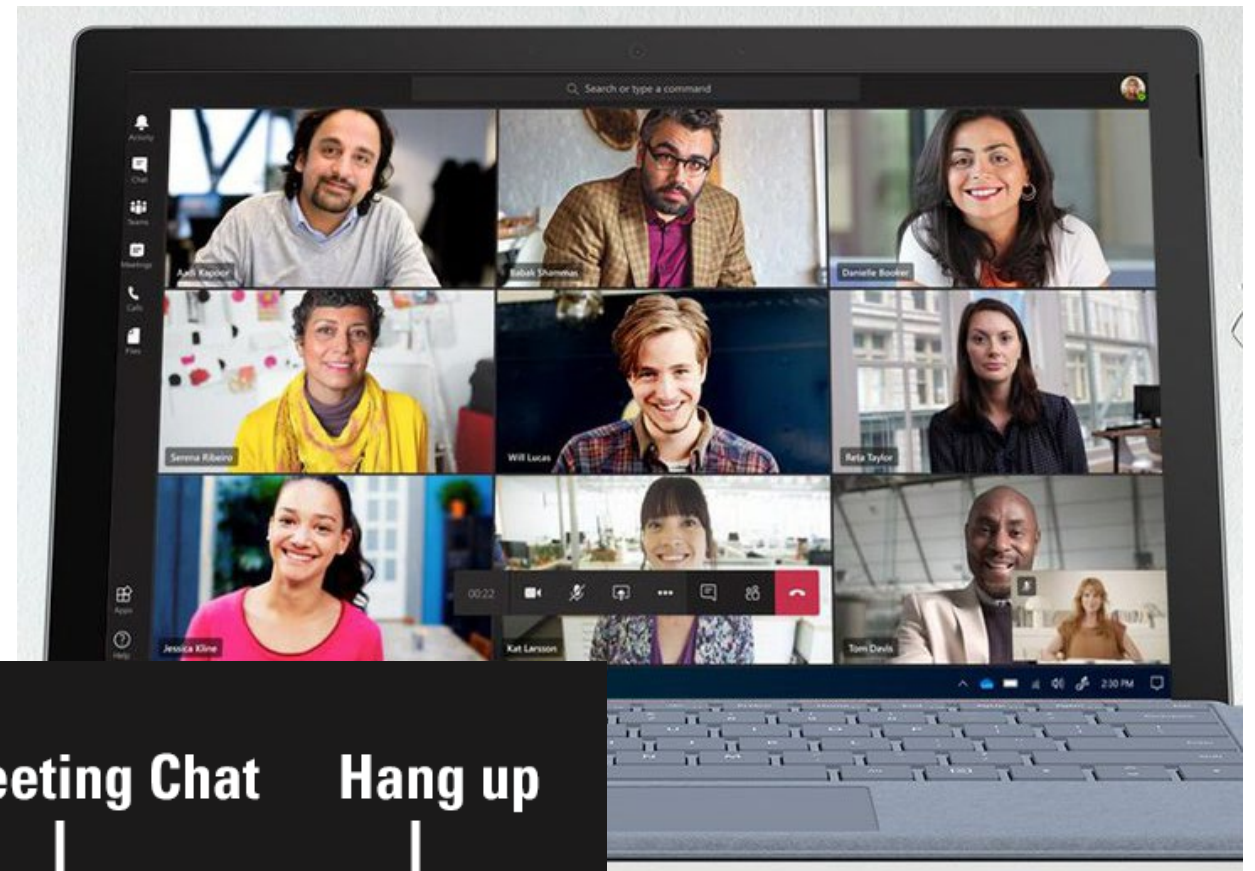 Search or type a command
Activity
Chat
Teams
Meetings
Calls
Files
Aadi Kapoor
Babak Shammas
Danielle Booker
Serena Ribeiro
Will Lucas
Reta Taylor
00:22
Apps
Help
Jessica Kline
Kat Larsson
Tom Davis
2:30 PM
eeting Chat Hang up